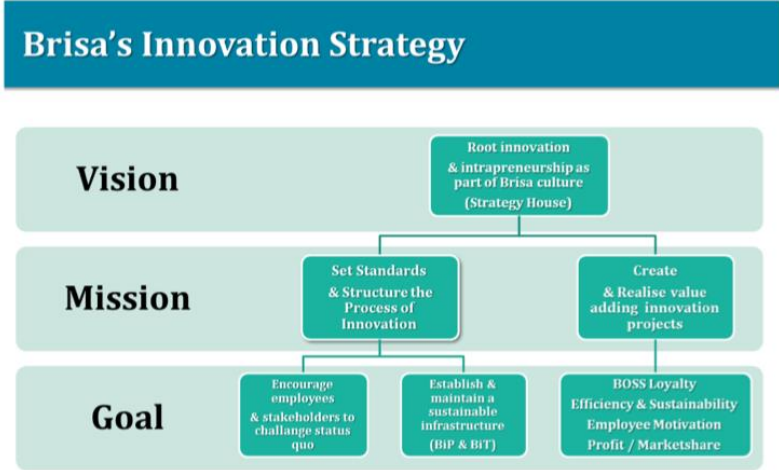 Brisa’s Innovation Strategy
Vision
Root innovation
& intrapreneurship as
part of Brisa culture
(Strategy House)
Mission
Set Standards
& Structure the
Process of
Innovation
Create
& Realise value
adding innovation
projects
Goal
Encourage
employees
& stakeholders to
challange status
quo
Establish &
maintain a
sustainable
infrastructure
(BiP & BiT)
BOSS Loyalty
Efficiency & Sustainability
Employee Motivation
Profit / Marketshare